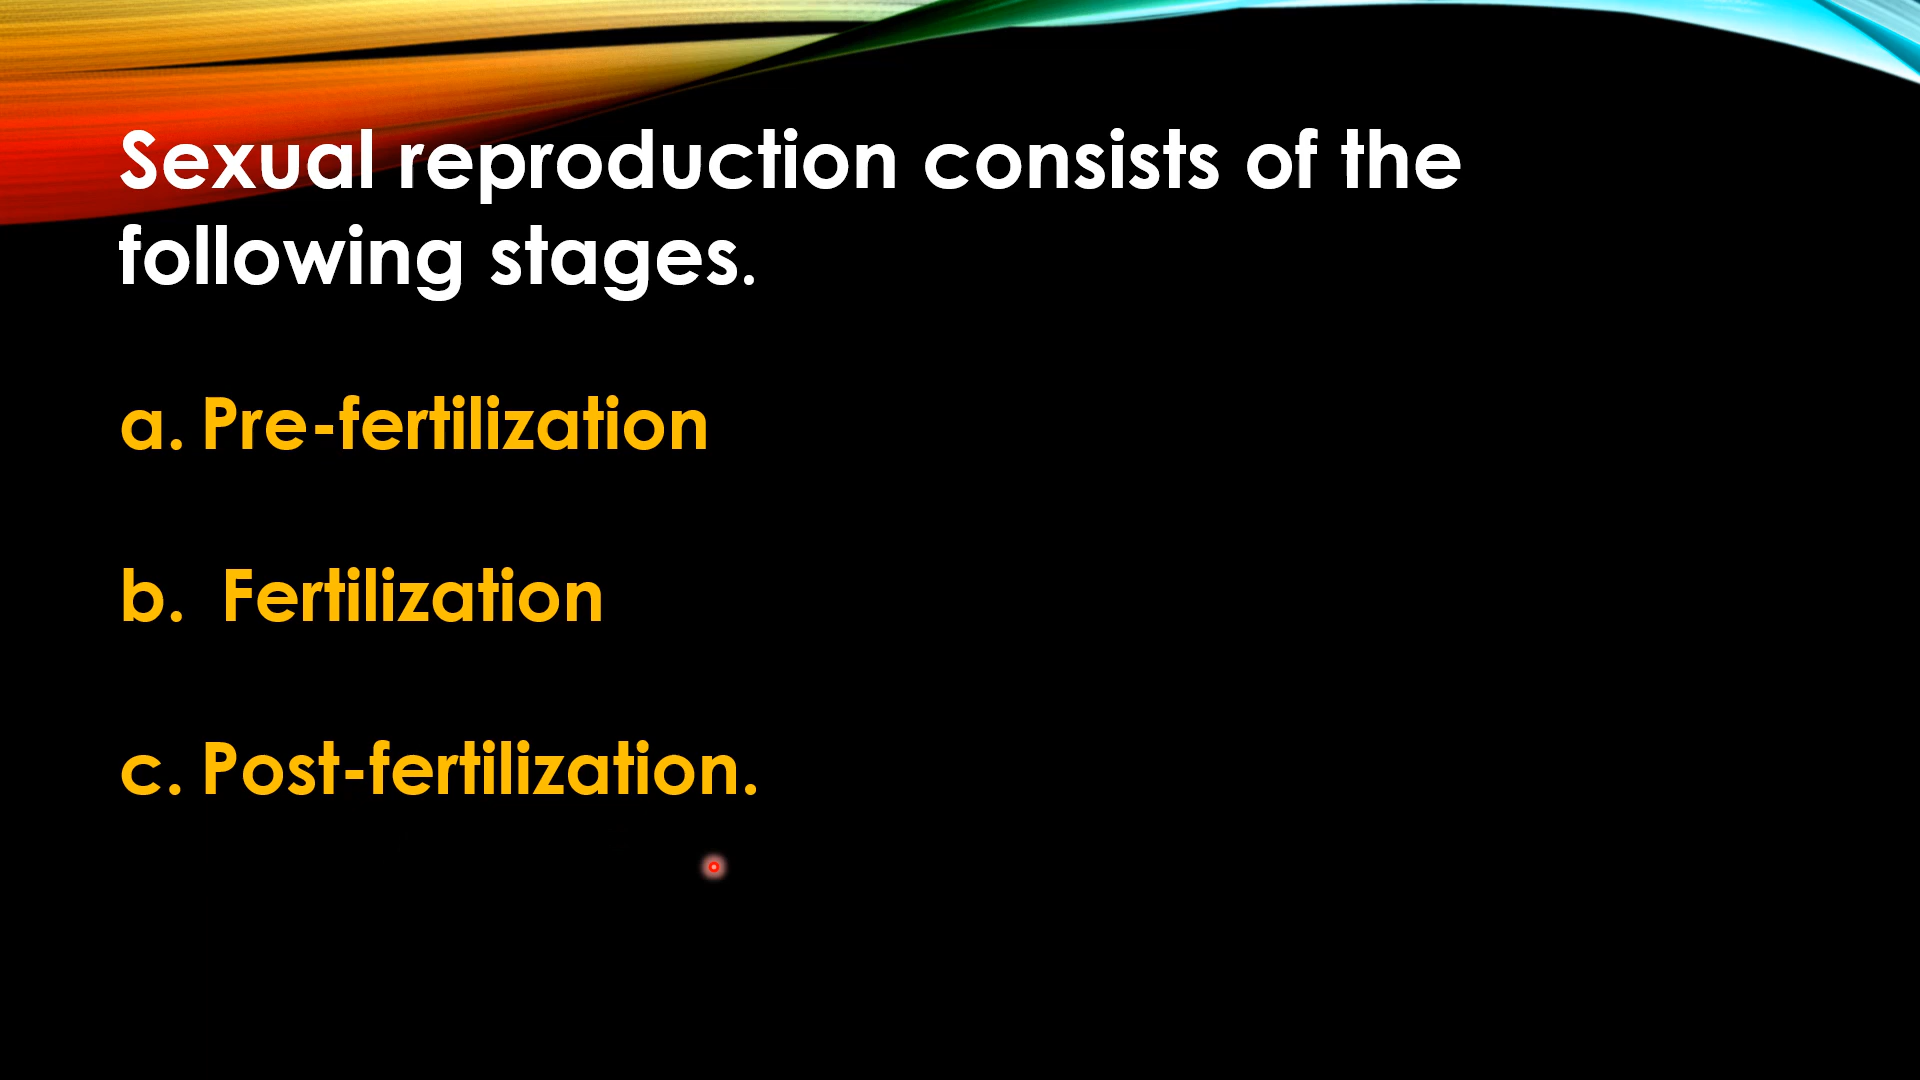 Sexual reproduction consists of the
following stages.
a. Pre-fertilization
b. Fertilization
c. Post-fertilization.